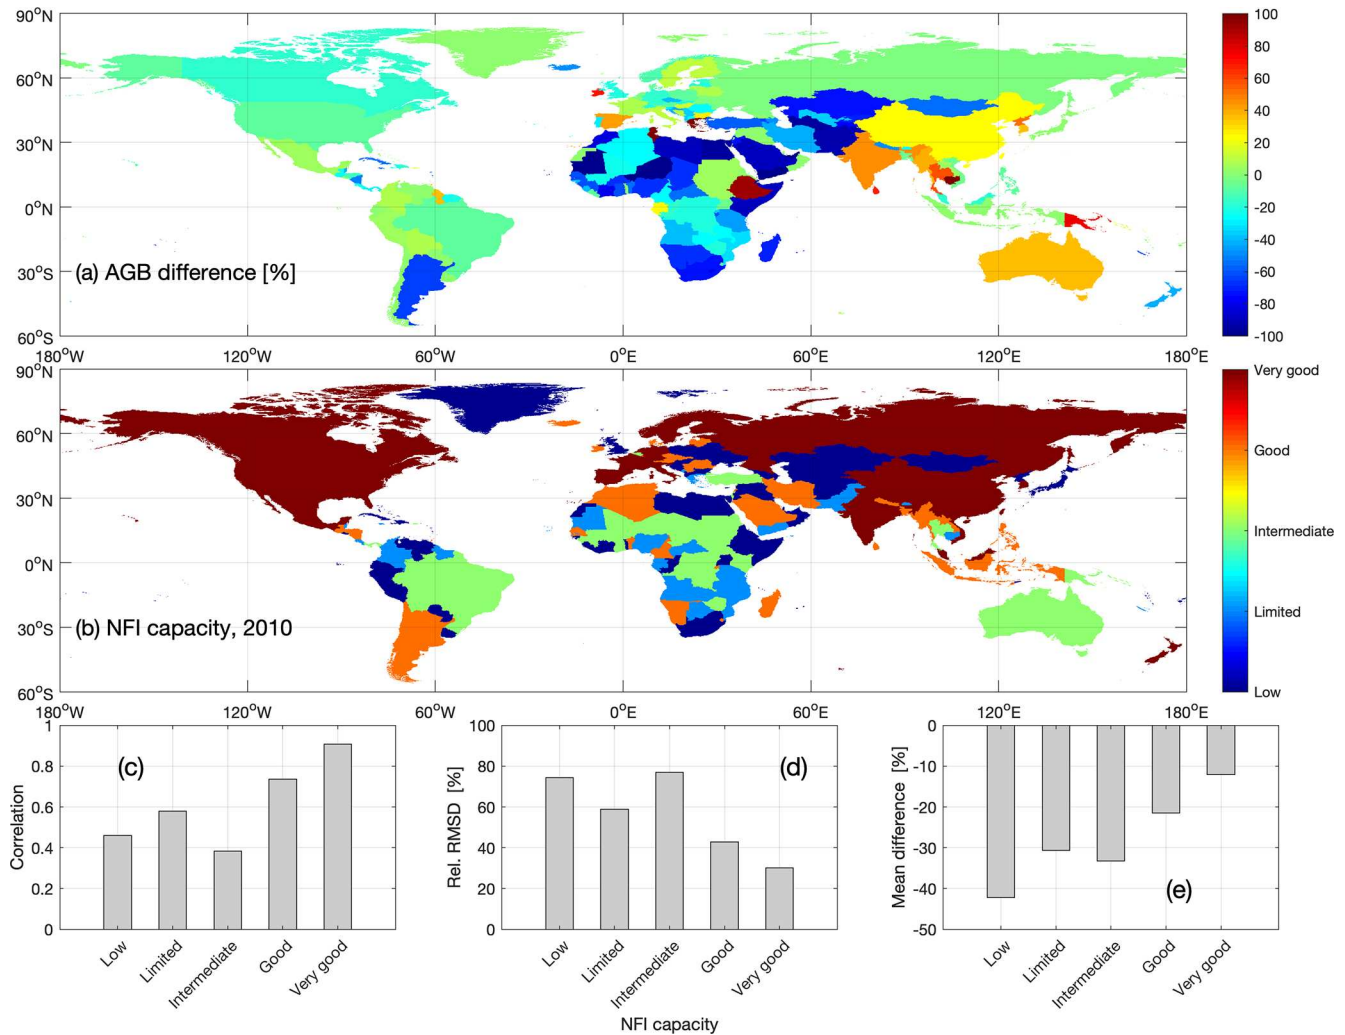 90°N
60°N
30°N
0°N
30°S
60°S
(a) AGB difference [%]
180°W 120°W 60°W 0°E 60°E 120°E 180°E
100
80
60
40
20
0
-20
-40
-60
-80
-100
90°N
60°N
30°N
0°N
30°S
60°S
(b) NFI capacity, 2010
180°W 120°W 60°W 0°E 60°E 120°E 180°E
Very good
Good
Intermediate
Limited
Low
Correlation
1
0.8
0.6
0.4
0.2
0
(c)
Low Limited Intermediate Good Very good
Rel. RMSD [%]
100
80
60
40
20
0
(d)
Low Limited Intermediate Good Very good
NFI capacity
Mean difference [%]
0
-10
-20
-30
-40
-50
(e)
Low Limited Intermediate Good Very good